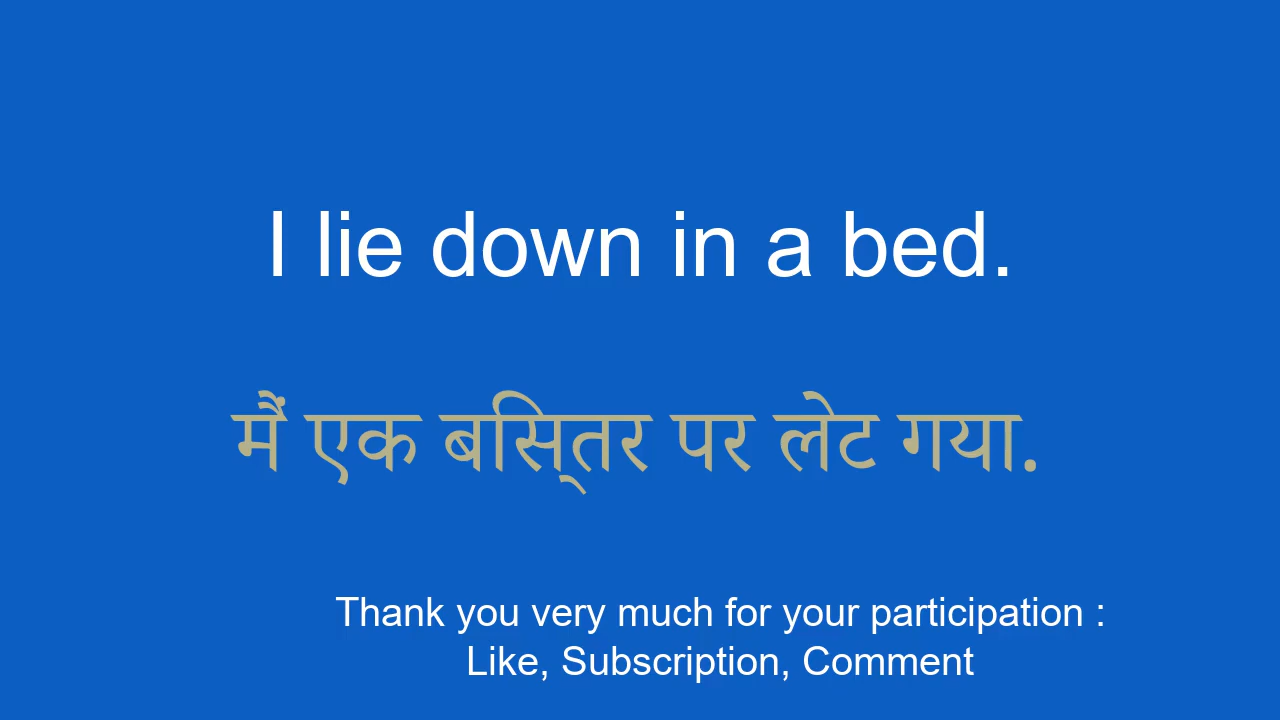 I lie down in a bed.
मैं एक बिस्तर पर लेट गया.
Thank you very much for your participation :
Like, Subscription, Comment